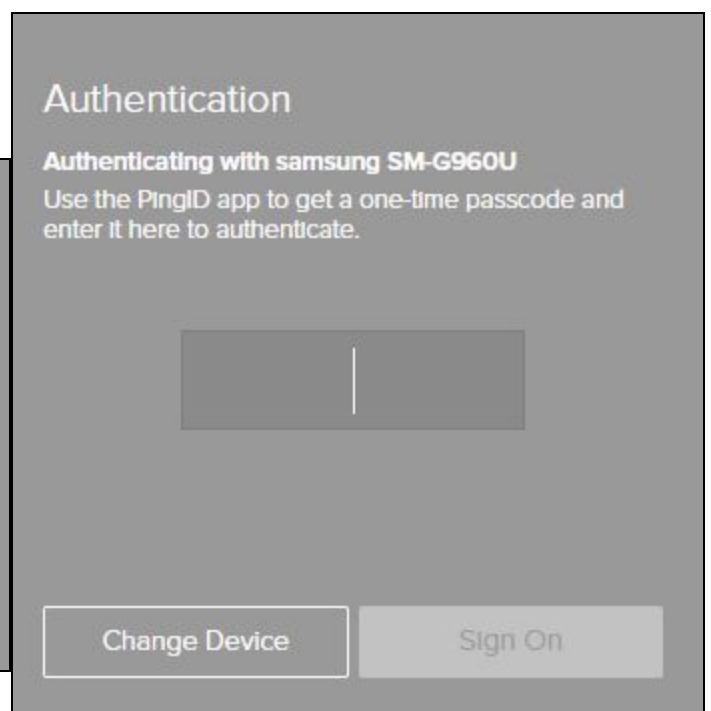 Authentication
Authenticating with samsung SM-G960U
Use the PingID app to get a one-time passcode and
enter it here to authenticate.
Change Device
Sign On